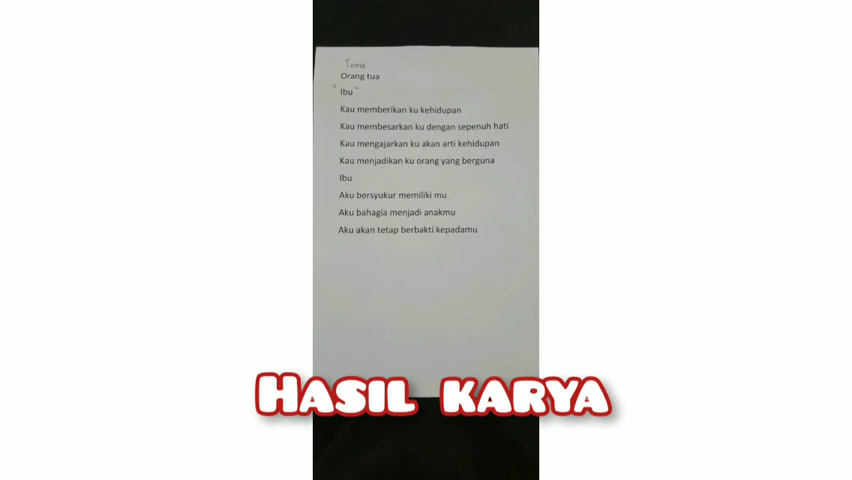 Tema
Orang tua
" Ibu "
Kau memberikan ku kehidupan
Kau membesarkan ku dengan sepenuh hati
Kau mengajarkan ku akan arti kehidupan
Kau menjadikan ku orang yang berguna
Ibu
Aku bersyukur memiliki mu
Aku bahagia menjadi anakmu
Aku akan tetap berbakti kepadamu
HASIL KARYA